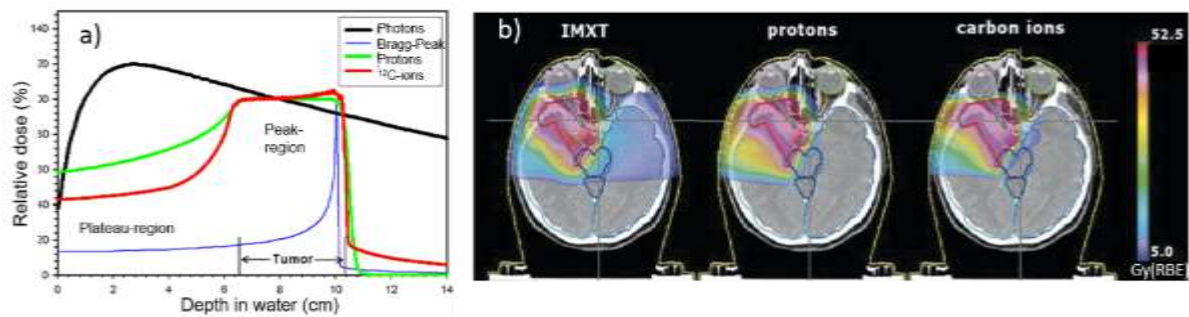 a)
Photons
Bragg-Peak
Protons
¹²C-ions
Relative dose (%)
140
20
00
80
60
40
20
0
Peak-
region
Plateau-region
Tumor
0 2 4 6 8 10 12 14
Depth in water (cm)
b)
IMXT protons carbon ions
52.5
5.0
Gy(RBE)